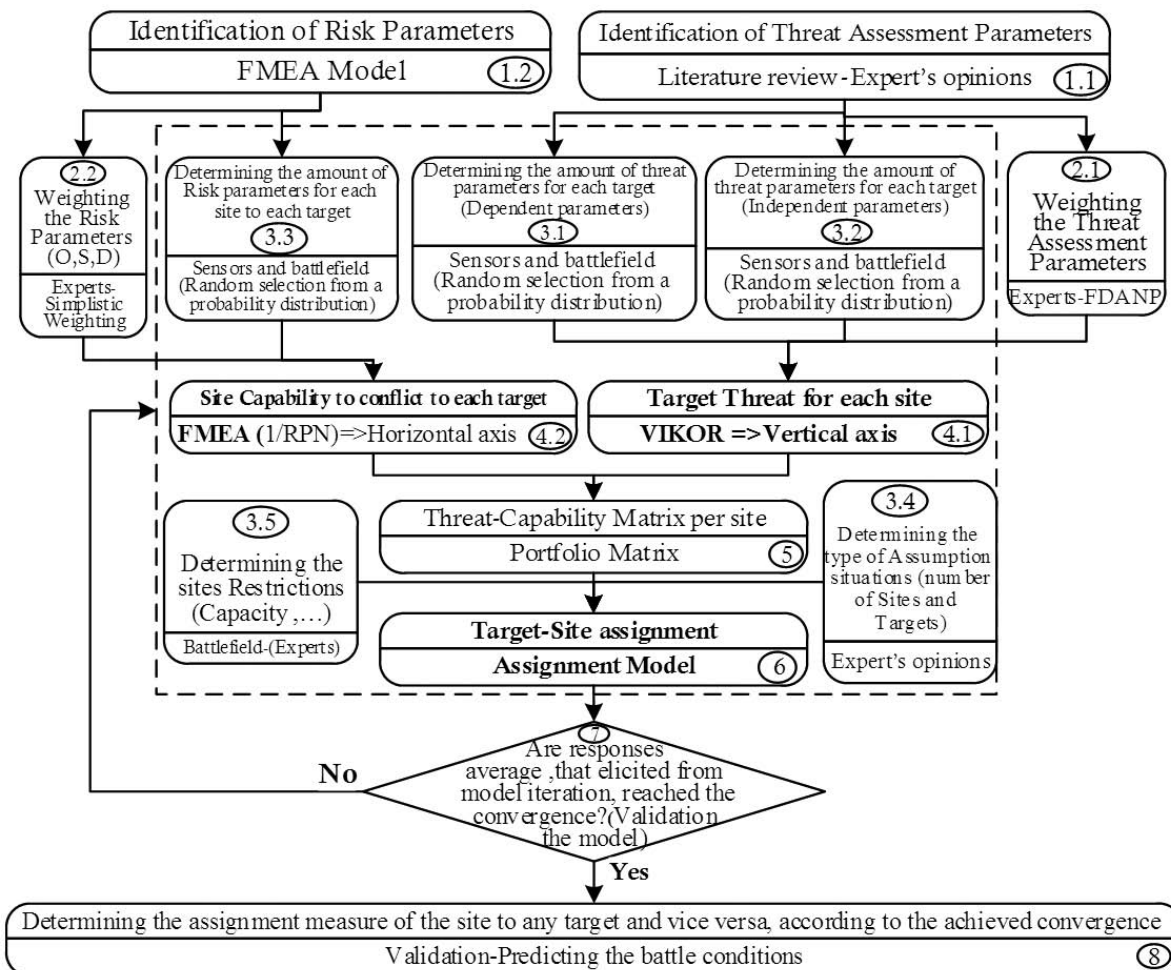 Identification of Risk Parameters
FMEA Model
1.2
Identification of Threat Assessment Parameters
Literature review - Expert's opinions
1.1
2.2
Weighting
the Risk
Parameters
(O,S,D)
Experts-
Simplistic
Weighting
Determining the amount of
Risk parameters for each
site to each target
3.3
Sensors and battlefield
(Random selection from a
probability distribution)
Determining the amount of threat
parameters for each target
(Dependent parameters)
3.1
Sensors and battlefield
(Random selection from a
probability distribution)
Determining the amount of
threat parameters for each target
(Independent parameters)
3.2
Sensors and battlefield
(Random selection from a
probability distribution)
2.1
Weighting
the Threat
Assessment
Parameters
Experts-FDANP
Site Capability to conflict to each target
FMEA (1/RPN)=>Horizontal axis
4.2
Target Threat for each site
VIKOR =>Vertical axis
4.1
3.5
Determining the
sites Restrictions
(Capacity ,...)
Battlefield-(Experts)
Threat-Capability Matrix per site
Portfolio Matrix
5
3.4
Determining the
type of Assumption
situations (number
of Sites and
Targets)
Expert's opinions
Target-Site assignment
Assignment Model
6
7
Are responses
average ,that elicited from
model iteration, reached the
convergence?(Validation
the model)
No
Yes
Determining the assignment measure of the site to any target and vice versa, according to the achieved convergence
Validation-Predicting the battle conditions
8